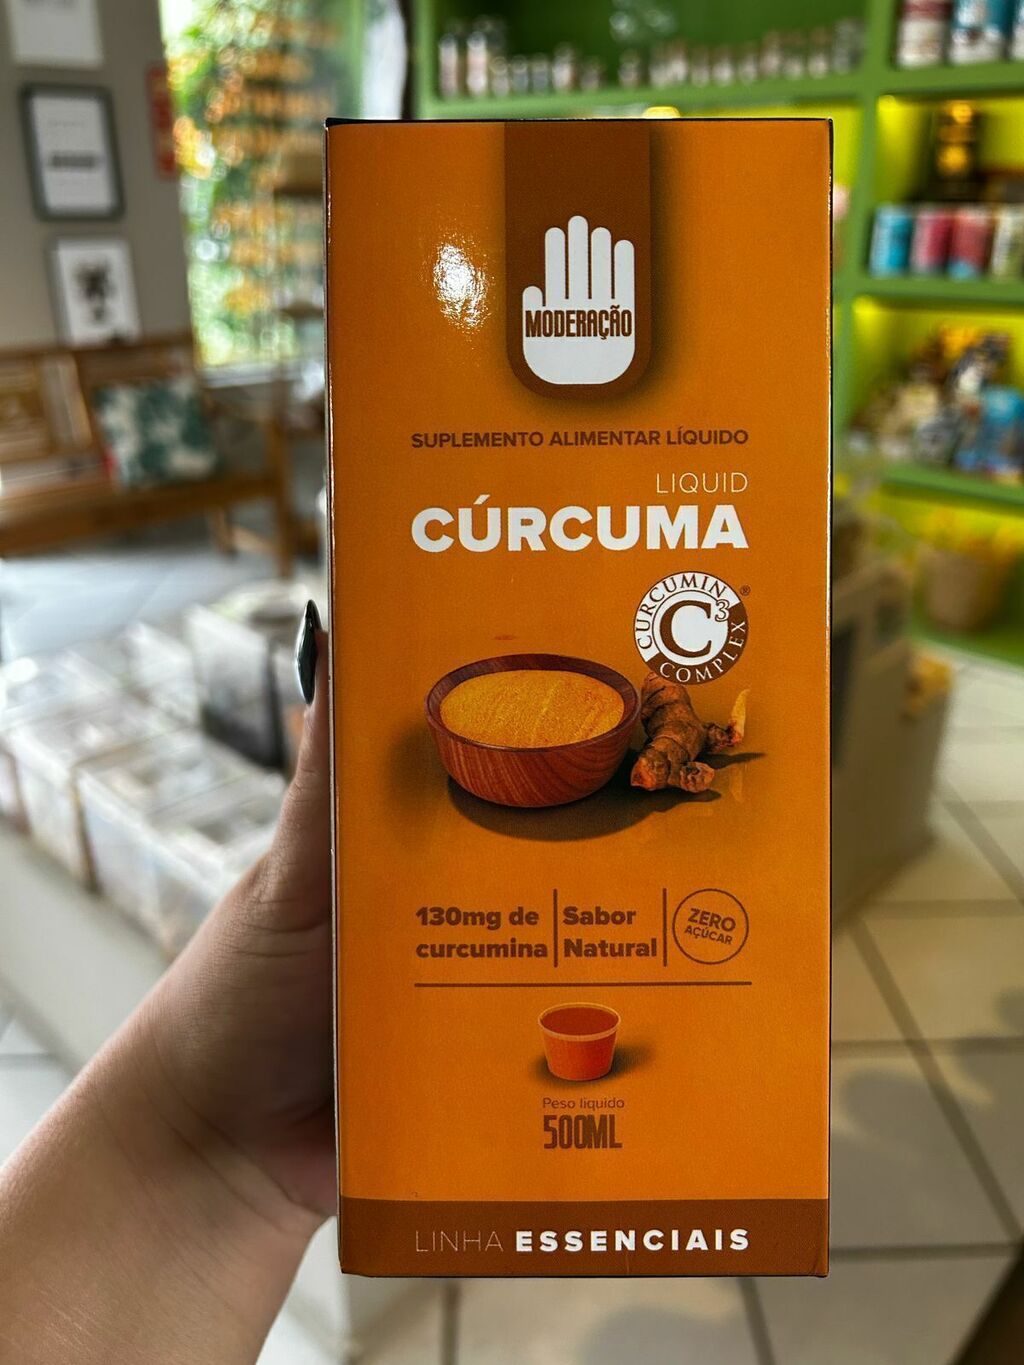 MODERAÇÃO
SUPLEMENTO ALIMENTAR LÍQUIDO
LIQUID
CÚRCUMA
CURCUMIN
C3
®
COMPLEX
130mg de
curcumina
Sabor
Natural
ZERO
AÇÚCAR
Peso líquido
500ML
LINHA ESSENCIAIS